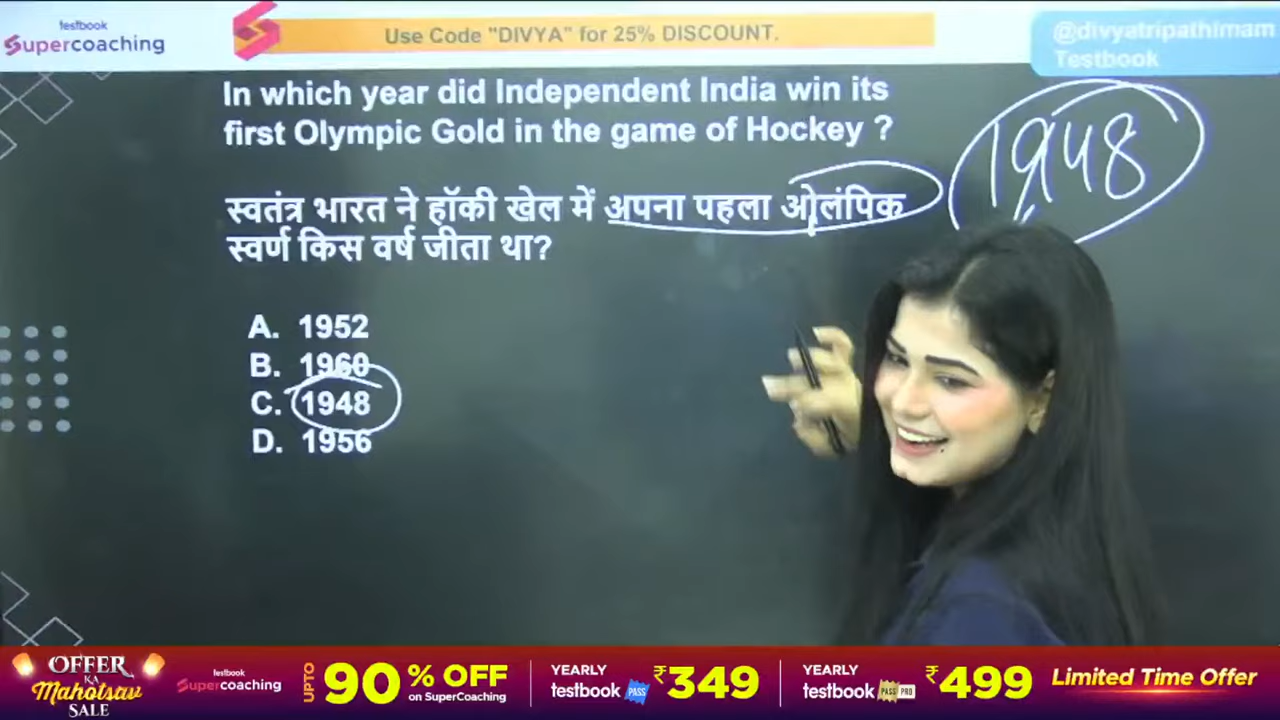 testbook
Supercoaching
Use Code "DIVYA" for 25% DISCOUNT.
@divyatripathimam
Testbook
In which year did Independent India win its
first Olympic Gold in the game of Hockey ?
1948
स्वतंत्र भारत ने हॉकी खेल में अपना पहला ओलंपिक
स्वर्ण किस वर्ष जीता था?
A. 1952
B. 1960
C. 1948
D. 1956
OFFER
KA
Mahotsav
SALE
testbook
Supercoaching
UPTO
90% OFF
on SuperCoaching
YEARLY
testbook PASS
₹349
YEARLY
testbook PASS PRO
₹499
Limited Time Offer